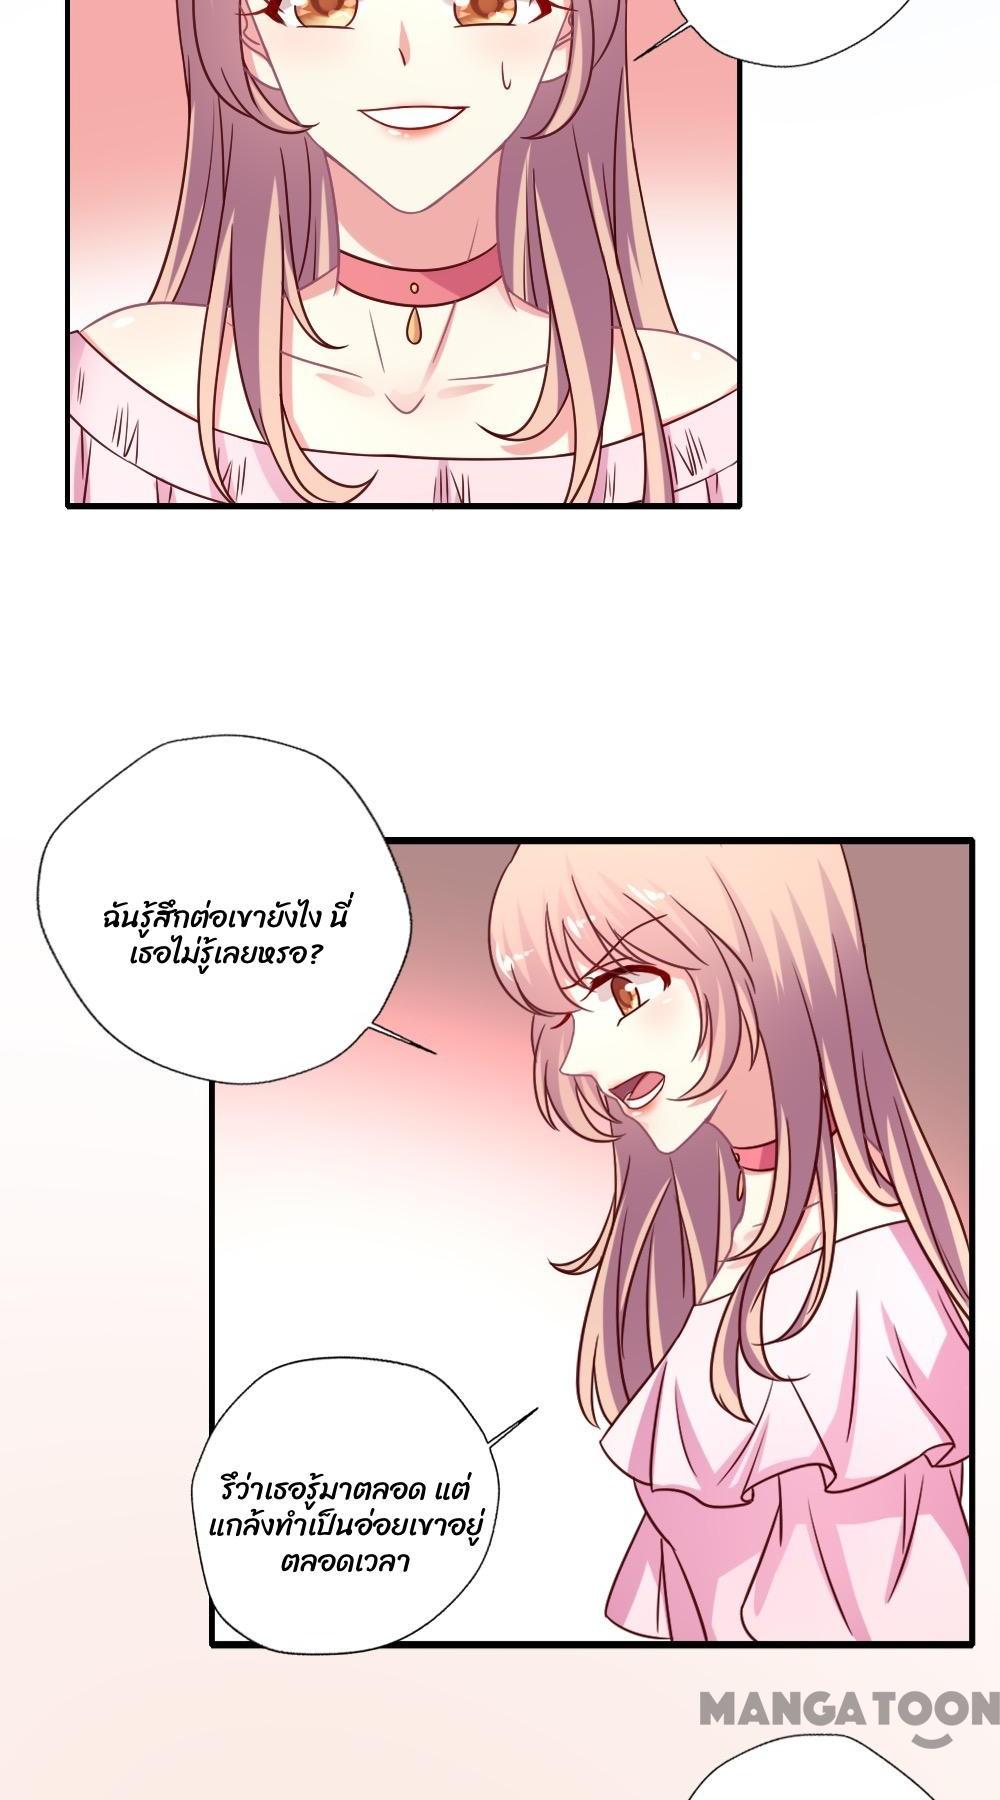 ฉันรู้สึกต่อเขายังไง นี่
เธอไม่รู้เลยหรอ?
รึว่าเธอรู้มาตลอด แต่
แกล้งทำเป็นอ่อยเขาอยู่
ตลอดเวลา
MANGATOON